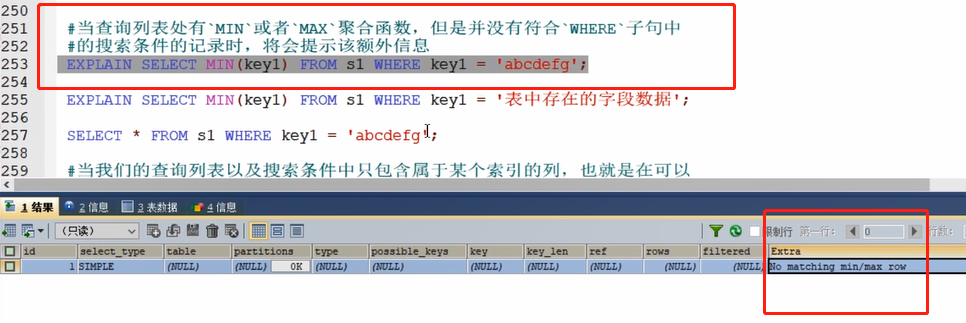 250
251 #当查询列表处有`MIN`或者`MAX`聚合函数，但是并没有符合`WHERE`子句中
252 #的搜索条件的记录时，将会提示该额外信息
253 EXPLAIN SELECT MIN(key1) FROM s1 WHERE key1 = 'abcdefg';
254
255 EXPLAIN SELECT MIN(key1) FROM s1 WHERE key1 = '表中存在的字段数据';
256
257 SELECT * FROM s1 WHERE key1 = 'abcdefg';
258
259 #当我们的查询列表以及搜索条件中只包含属于某个索引的列，也就是在可以
1 结果 2 信息 3 表数据 4 信息
（只读） 限制行 第一行: 0 行数:
id select_type table partitions type possible_keys key key_len ref rows filtered Extra
1 SIMPLE (NULL) (NULL) 0K (NULL) (NULL) (NULL) (NULL) (NULL) (NULL) (NULL) No matching min/max row